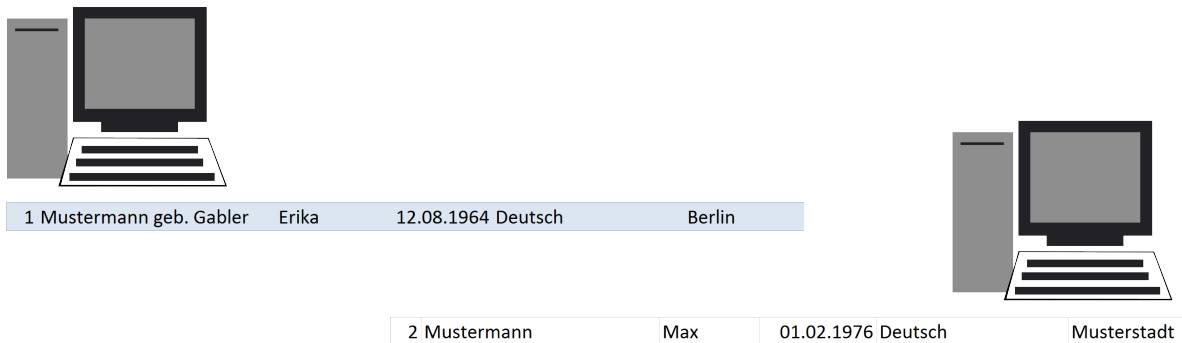 1 Mustermann geb. Gabler Erika 12.08.1964 Deutsch Berlin
2 Mustermann Max 01.02.1976 Deutsch Musterstadt